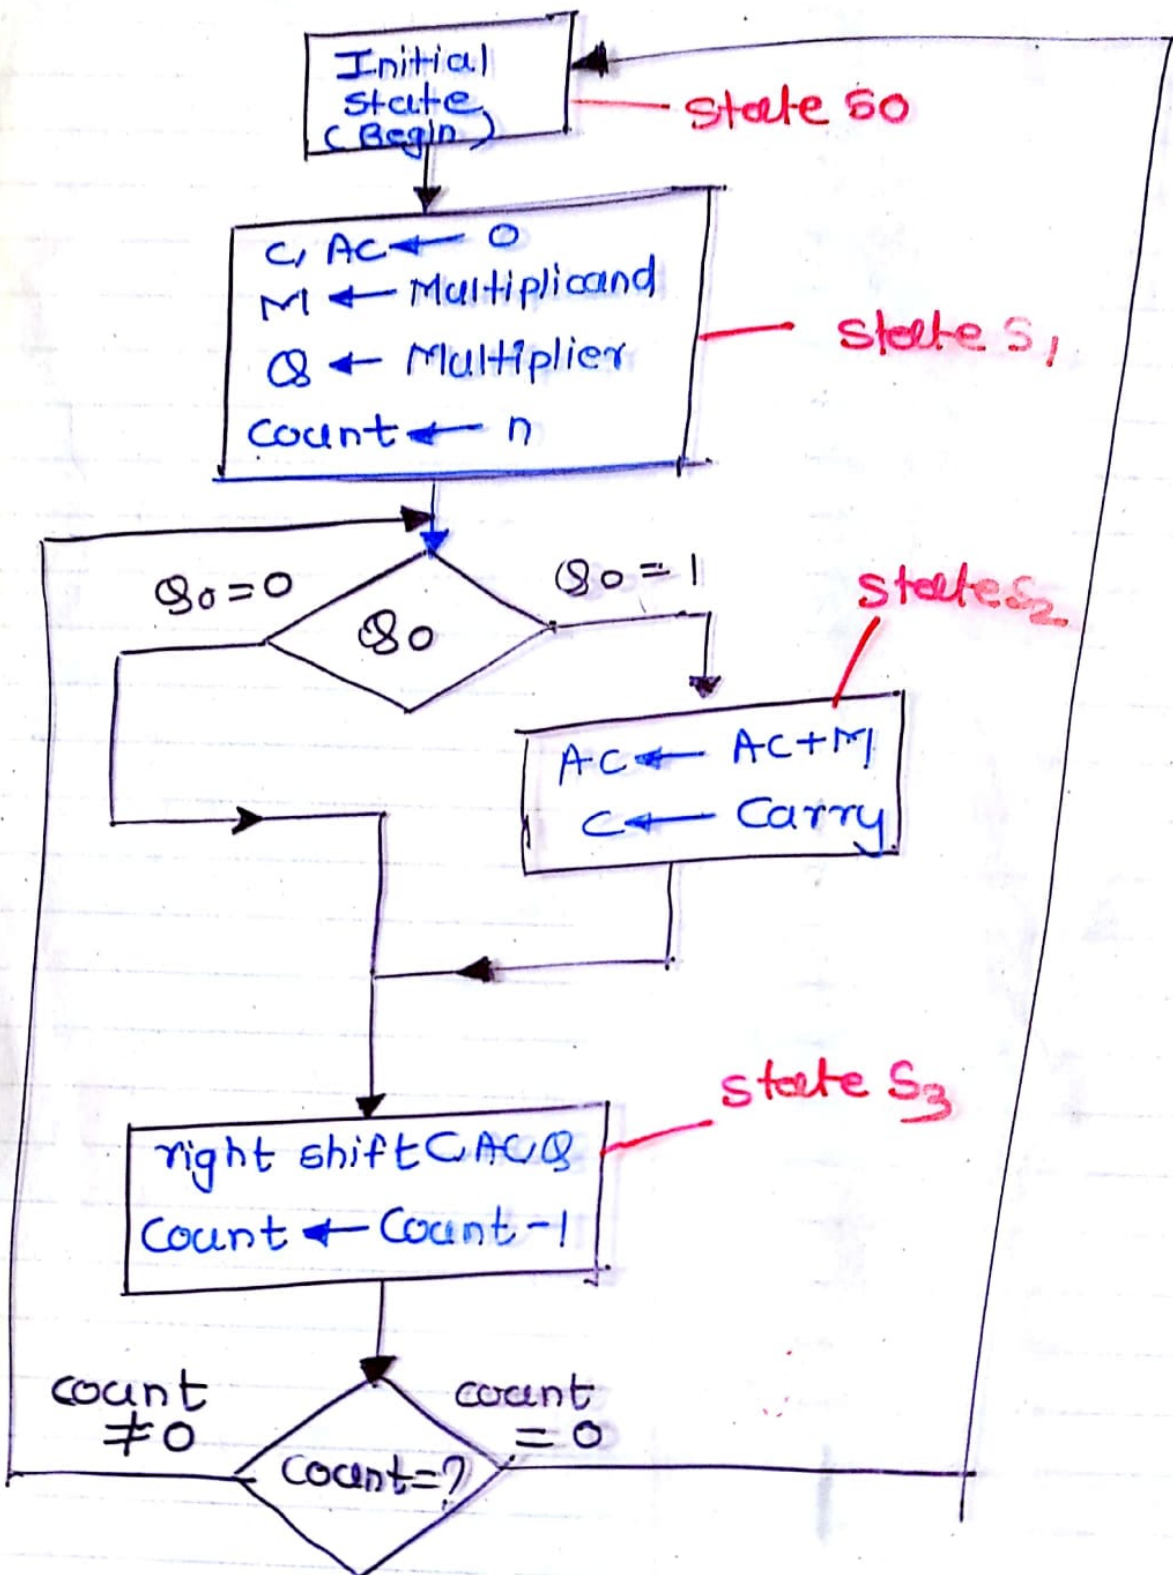 Initial
state
(Begin)
State S0
C, AC ← 0
M ← Multiplicand
Q ← Multiplier
Count ← n
State S1
Q0=0
Q0=1
Q0
State S2
AC ← AC+M
C ← Carry
State S3
right shift C AC Q
Count ← Count-1
count
≠0
count
=0
Count=?